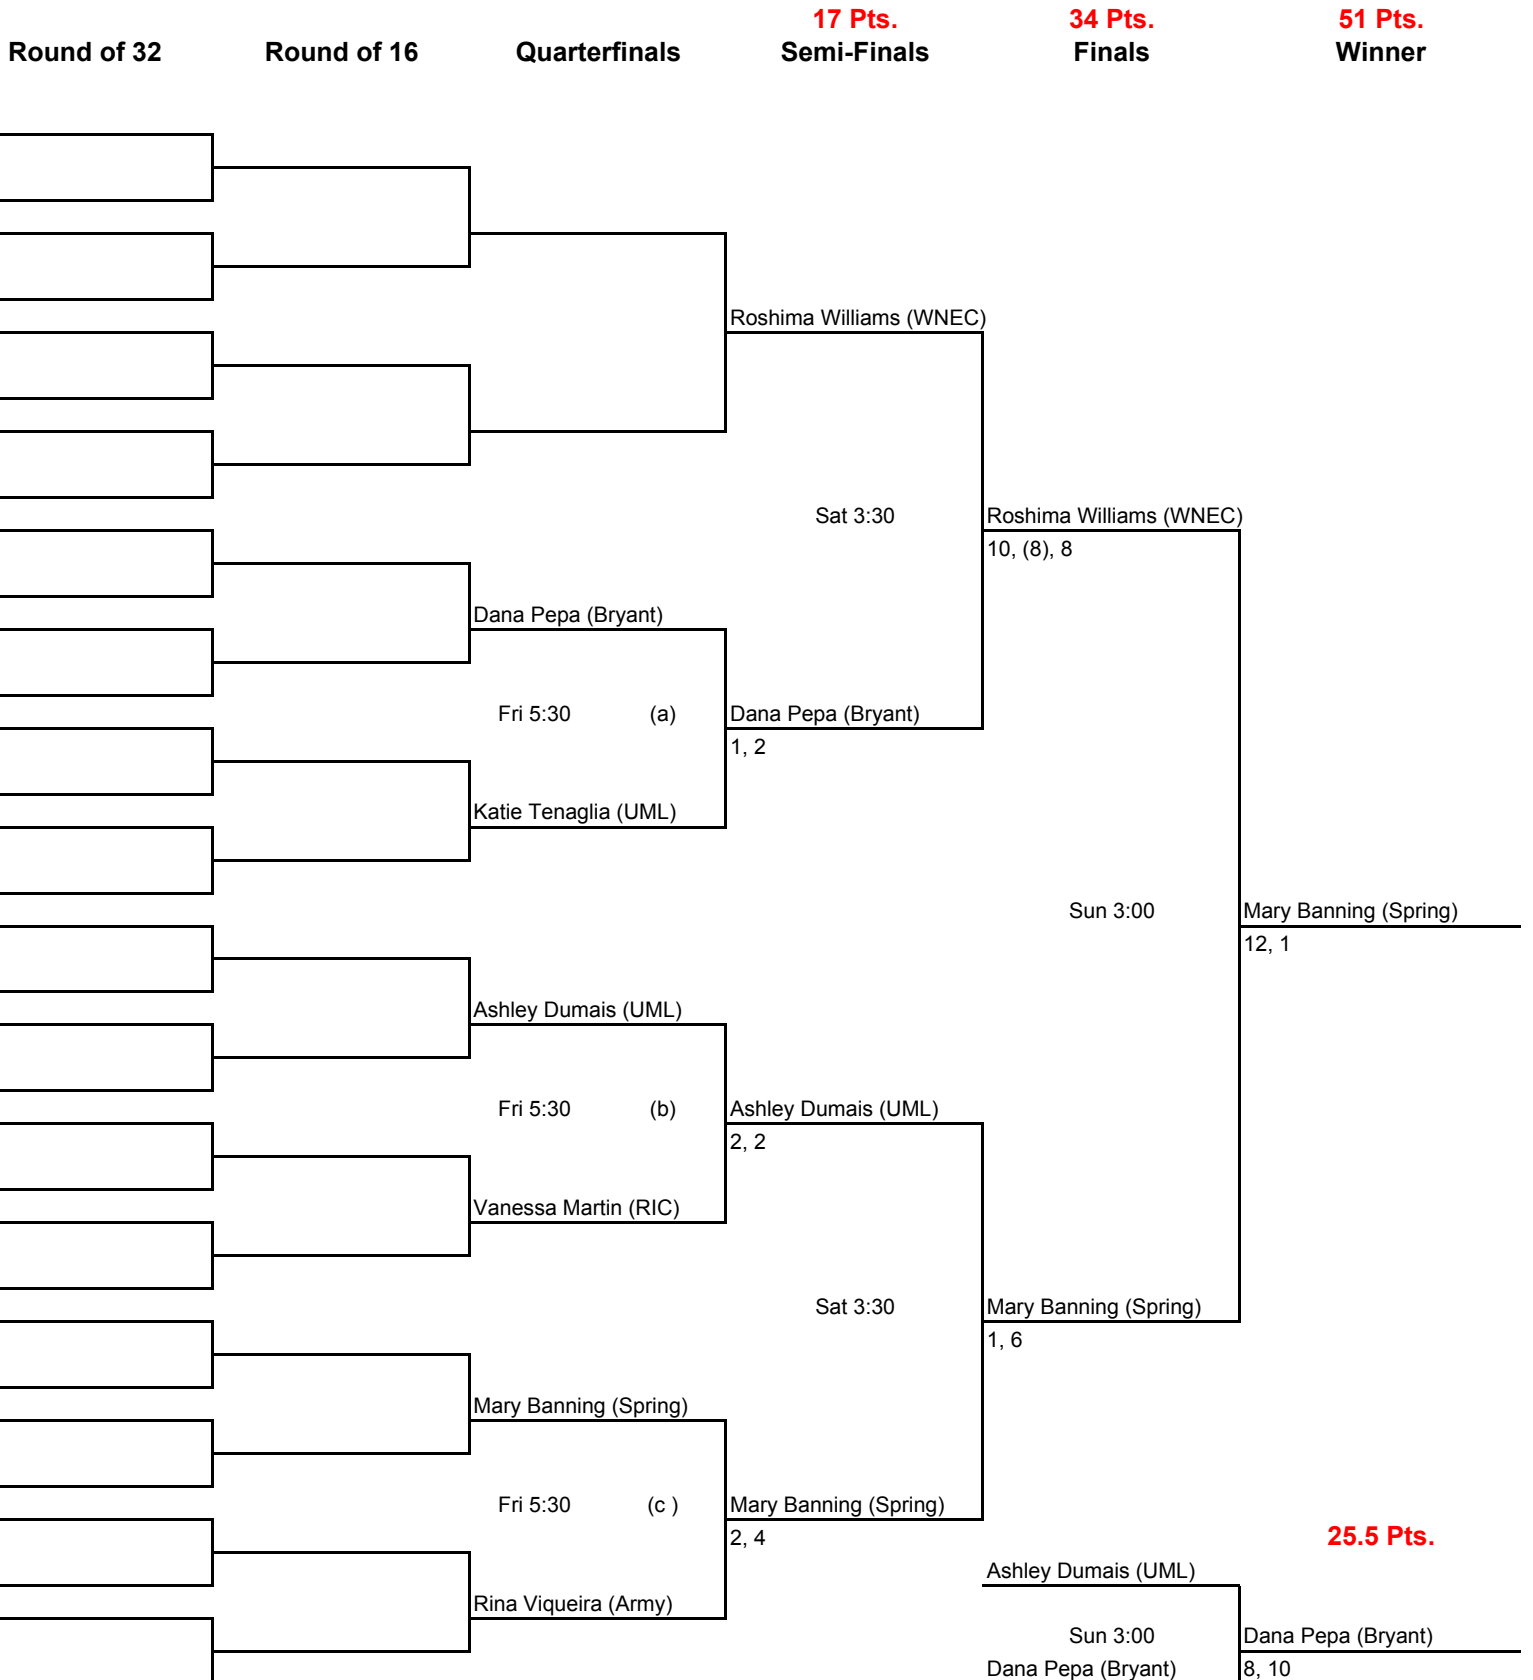 17 Pts. 34 Pts. 51 Pts.
Round of 32 Round of 16 Quarterfinals Semi-Finals Finals Winner
Roshima Williams (WNEC)
Sat 3:30 Roshima Williams (WNEC)
10, (8), 8
Dana Pepa (Bryant)
Fri 5:30 (a) Dana Pepa (Bryant)
1, 2
Katie Tenaglia (UML)
Sun 3:00 Mary Banning (Spring)
12, 1
Ashley Dumais (UML)
Fri 5:30 (b) Ashley Dumais (UML)
2, 2
Vanessa Martin (RIC)
Sat 3:30 Mary Banning (Spring)
1, 6
Mary Banning (Spring)
Fri 5:30 (c ) Mary Banning (Spring)
2, 4 25.5 Pts.
Ashley Dumais (UML)
Rina Viqueira (Army)
Sun 3:00 Dana Pepa (Bryant)
Dana Pepa (Bryant) 8, 10